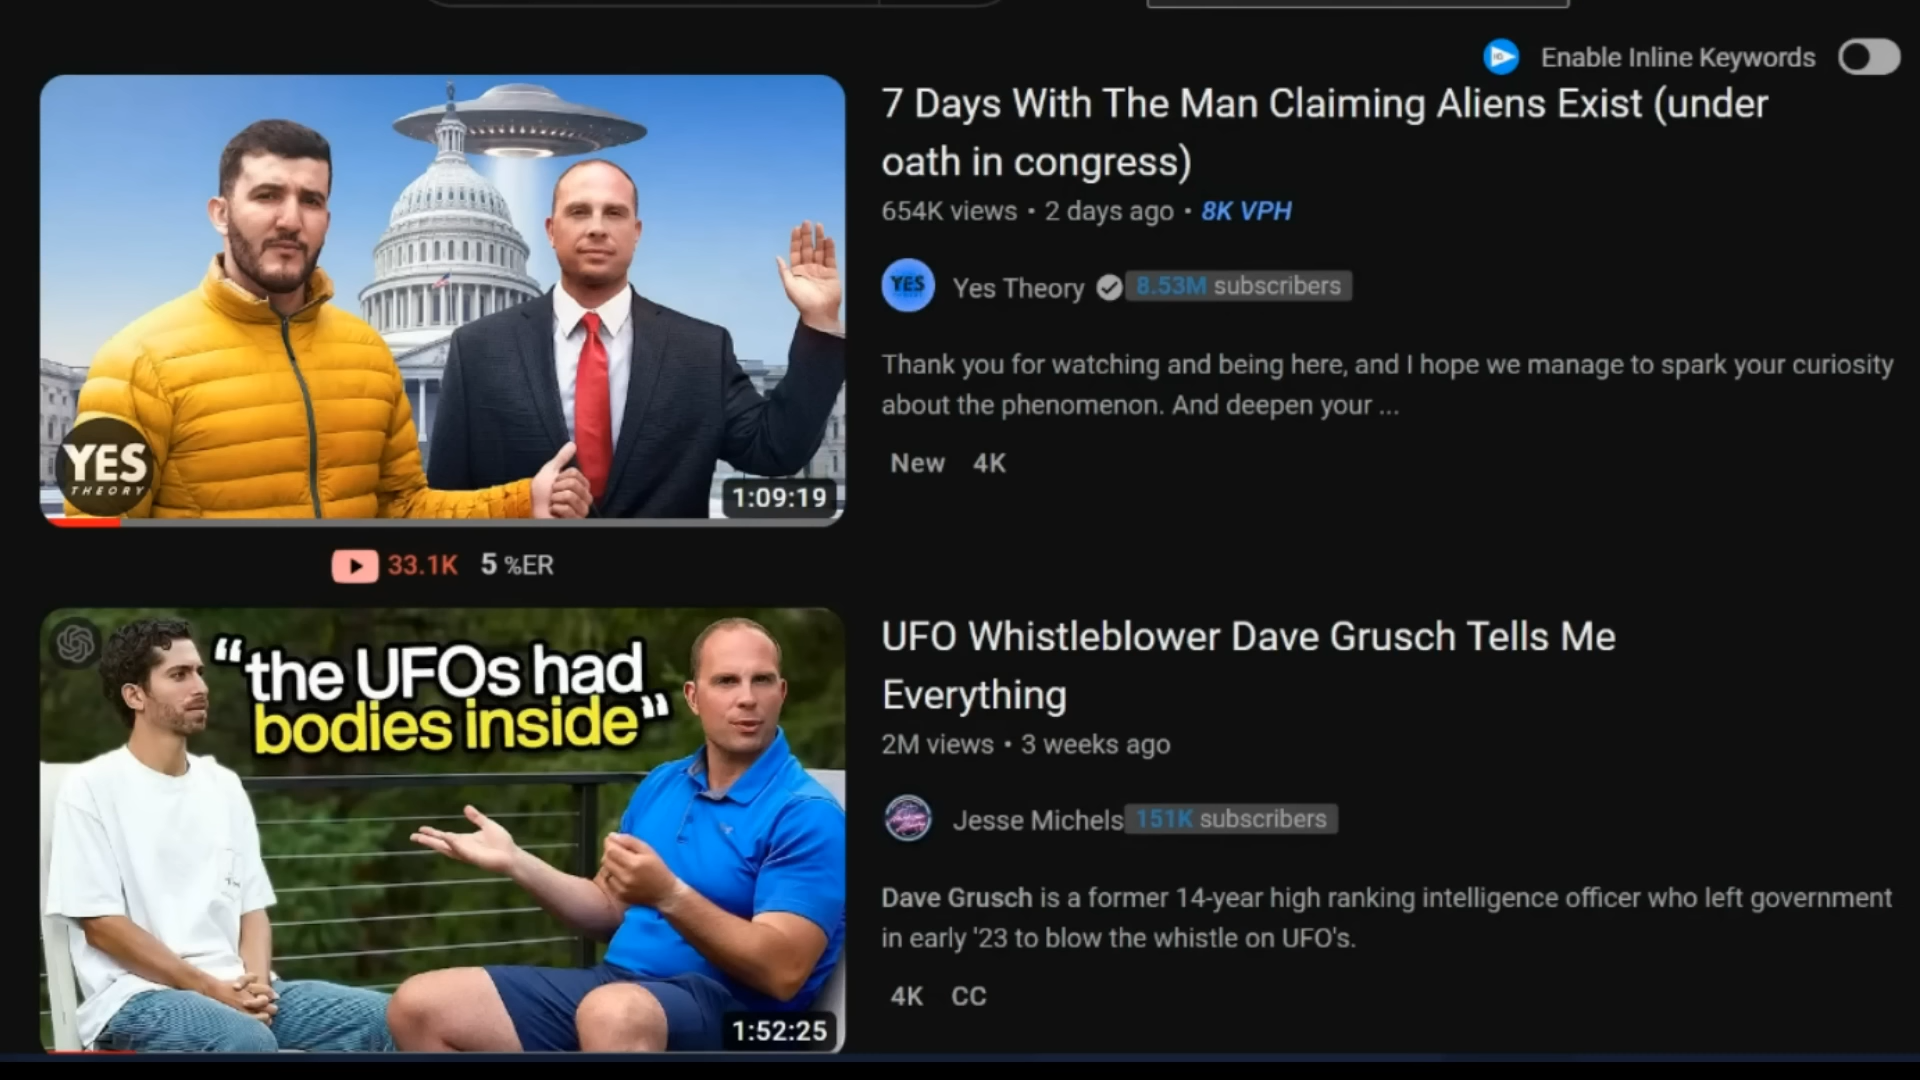 Enable Inline Keywords
7 Days With The Man Claiming Aliens Exist (under
oath in congress)
654K views • 2 days ago • 8K VPH
YES
Yes Theory 8.53M subscribers
Thank you for watching and being here, and I hope we manage to spark your curiosity
about the phenomenon. And deepen your ...
New 4K
YES
THEORY
1:09:19
33.1K 5 %ER
“the UFOs had
bodies inside”
1:52:25
UFO Whistleblower Dave Grusch Tells Me
Everything
2M views • 3 weeks ago
Jesse Michels 151K subscribers
Dave Grusch is a former 14-year high ranking intelligence officer who left government
in early '23 to blow the whistle on UFO's.
4K CC